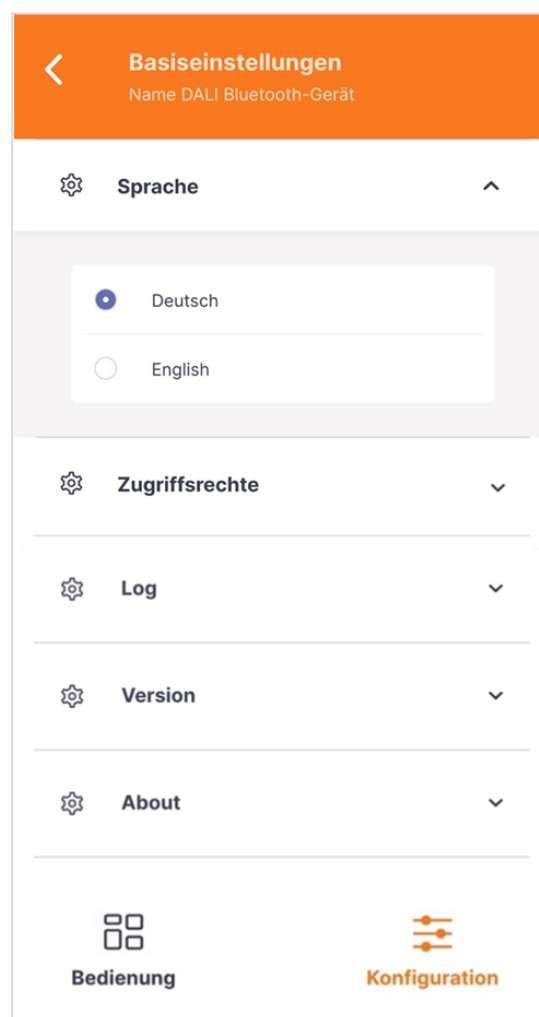 Basiseinstellungen
Name DALI Bluetooth-Gerät
Sprache
Deutsch
English
Zugriffsrechte
Log
Version
About
Bedienung
Konfiguration